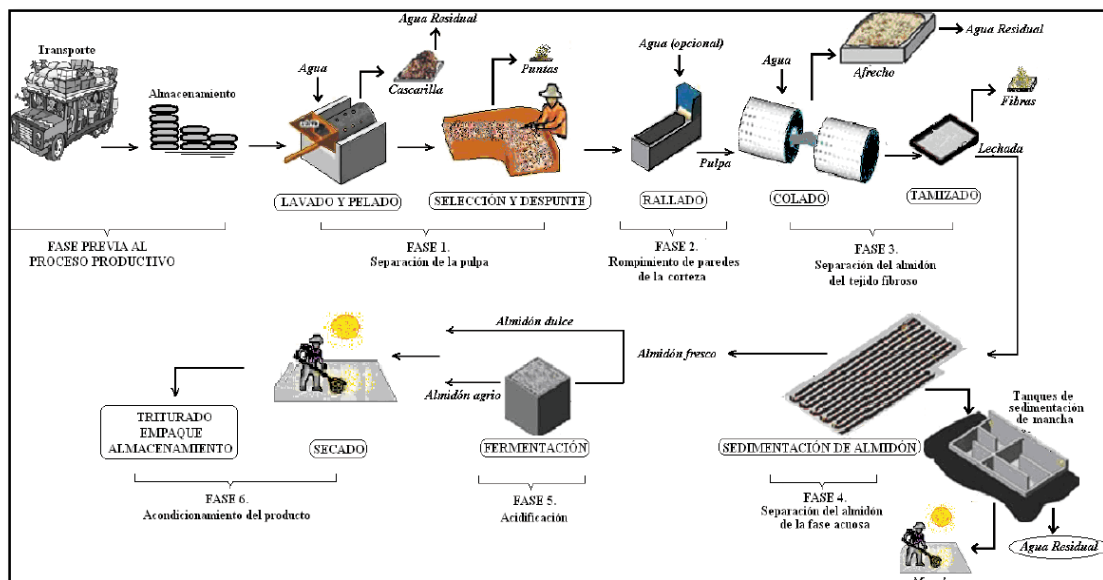 Transporte
Almacenamiento
FASE PREVIA AL
PROCESO PRODUCTIVO
Agua Residual
Agua
Cascarilla
Puntas
LAVADO Y PELADO
SELECCIÓN Y DESPUNTE
FASE 1.
Separación de la pulpa
Agua (opcional)
Pulpa
RALLADO
FASE 2.
Rompimiento de paredes
de la corteza
Agua
Afrecho
Agua Residual
Fibras
Lechada
COLADO
TAMIZADO
FASE 3.
Separación del almidón
del tejido fibroso
Almidón dulce
Almidón fresco
Almidón agrio
TRITURADO
EMPAQUE
ALMACENAMIENTO
SECADO
FERMENTACIÓN
SEDIMENTACIÓN DE ALMIDÓN
Tanques de
sedimentación
de mancha
FASE 6.
Acondicionamiento del producto
FASE 5.
Acidificación
FASE 4.
Separación del almidón
de la fase acuosa
Agua Residual